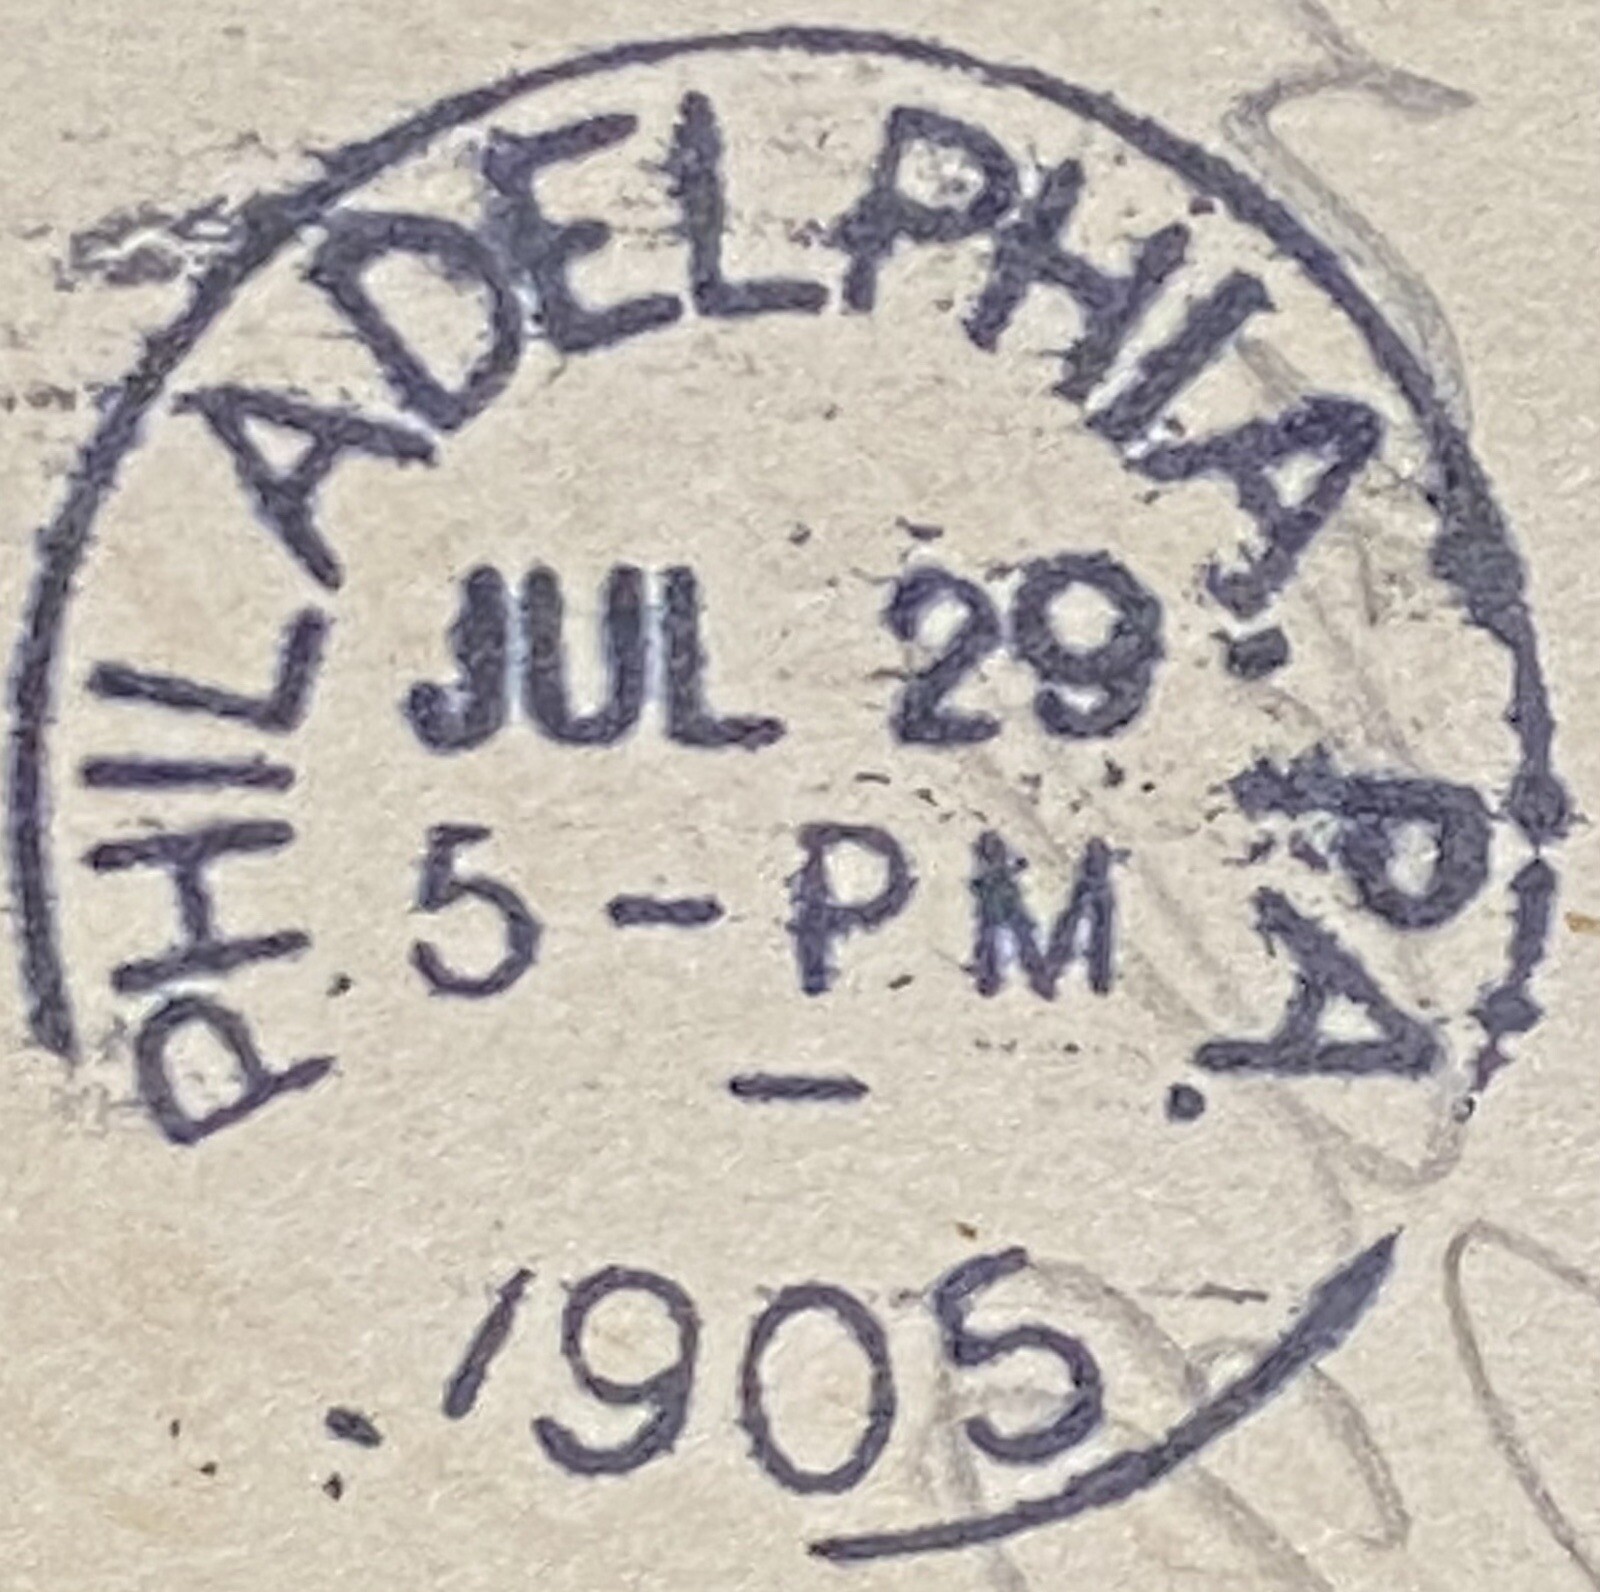 PHILADELPHIA, PA.
JUL 29
5-PM
–
1905